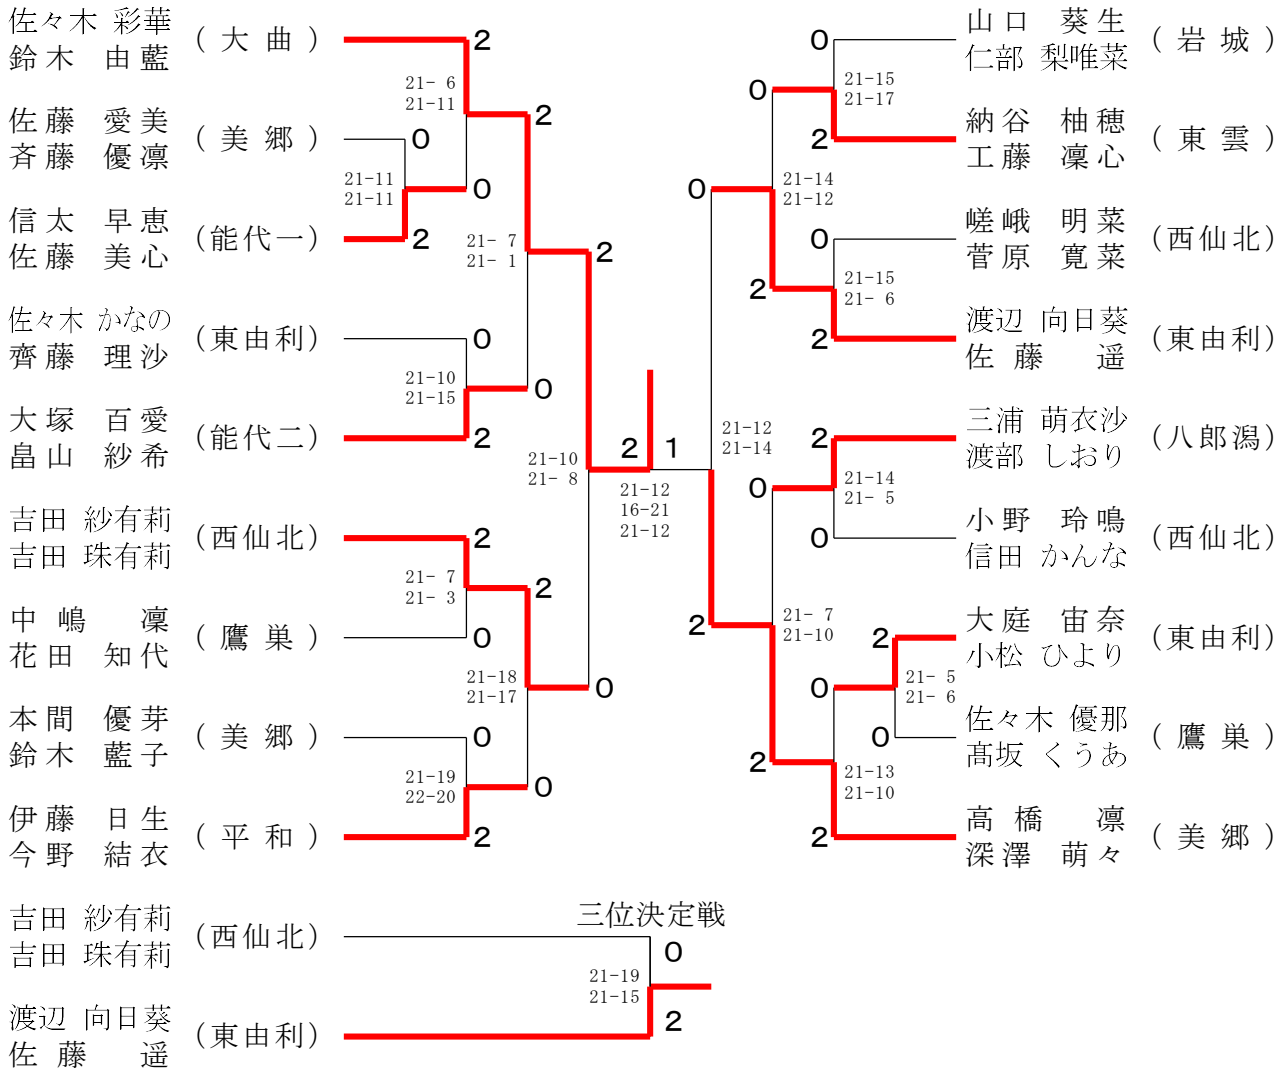 佐々木 彩華
鈴木 由藍
(大曲)
2
21- 6
21-11
2
佐藤 愛美
斉藤 優凛
(美郷)
0
21-11
21-11
0
信太 早恵
佐藤 美心
(能代一)
2
21- 7
21- 1
2
佐々木 かなの
齊藤 理沙
(東由利)
0
21-10
21-15
0
大塚 百愛
畠山 紗希
(能代二)
2
21-10
21- 8
吉田 紗有莉
吉田 珠有莉
(西仙北)
2
21- 7
21- 3
2
中嶋 凜
花田 知代
(鷹巣)
0
21-18
21-17
0
本間 優芽
鈴木 藍子
(美郷)
0
21-19
22-20
0
伊藤 日生
今野 結衣
(平和)
2
2 1
21-12
16-21
21-12
0
山口 葵生
仁部 梨唯菜
(岩城)
0
21-15
21-17
納谷 柚穂
工藤 凜心
(東雲)
2
0
21-14
21-12
嵯峨 明菜
菅原 寛菜
(西仙北)
0
21-15
21- 6
2
渡辺 向日葵
佐藤 遥
(東由利)
2
21-12
21-14
三浦 萌衣沙
渡部 しおり
(八郎潟)
2
21-14
21- 5
0
小野 玲鳴
信田 かんな
(西仙北)
0
2
21- 7
21-10
大庭 宙奈
小松 ひより
(東由利)
2
21- 5
21- 6
0
佐々木 優那
髙坂 くうあ
(鷹巣)
0
2
21-13
21-10
高橋 凛
深澤 萌々
(美郷)
2
三位決定戦
吉田 紗有莉
吉田 珠有莉
(西仙北)
0
21-19
21-15
渡辺 向日葵
佐藤 遥
(東由利)
2